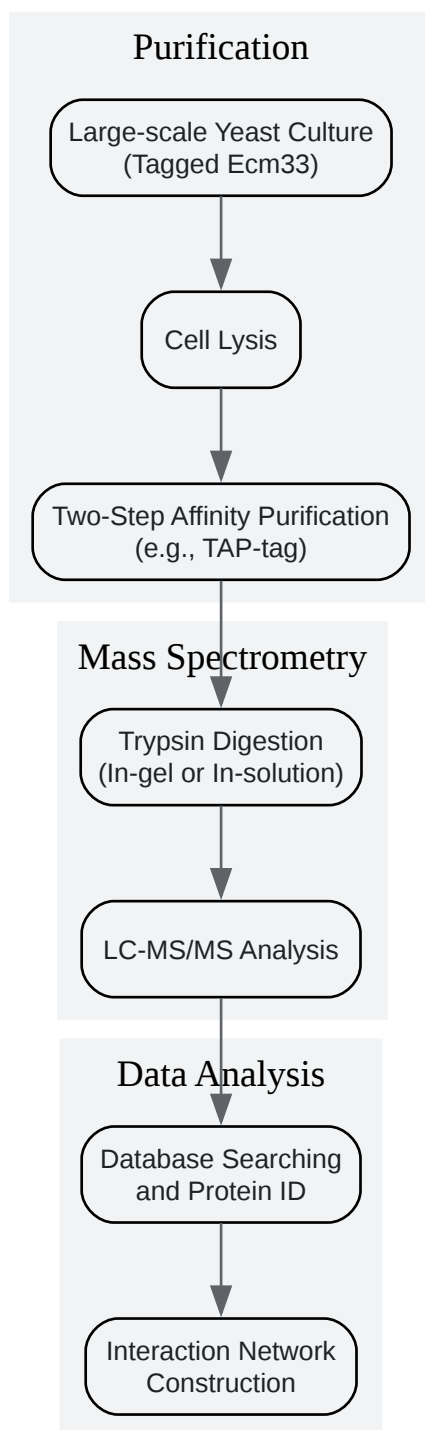 Purification
Large-scale Yeast Culture
(Tagged Ecm33)
Cell Lysis
Two-Step Affinity Purification
(e.g., TAP-tag)
Mass Spectrometry
Trypsin Digestion
(In-gel or In-solution)
LC-MS/MS Analysis
Data Analysis
Database Searching
and Protein ID
Interaction Network
Construction